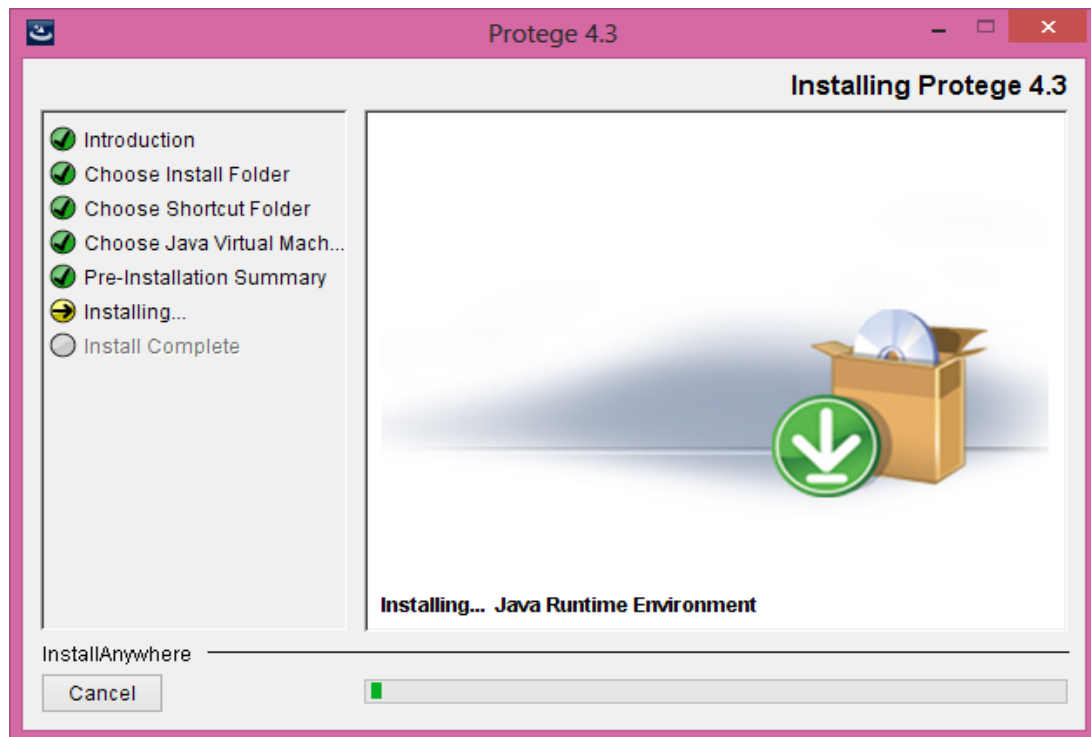 Protege 4.3
Installing Protege 4.3
Introduction
Choose Install Folder
Choose Shortcut Folder
Choose Java Virtual Mach...
Pre-Installation Summary
Installing...
Install Complete
Installing... Java Runtime Environment
InstallAnywhere
Cancel